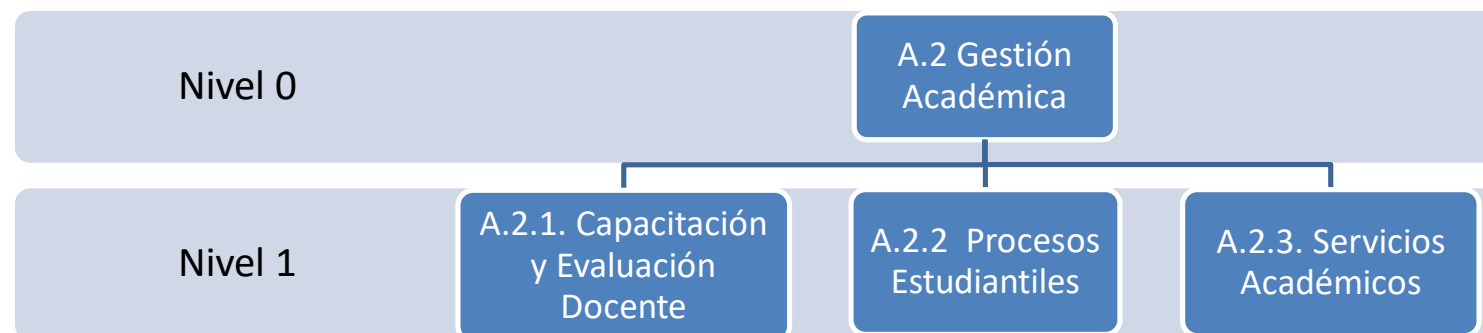 Nivel 0
A.2 Gestión
Académica
Nivel 1
A.2.1. Capacitación
y Evaluación
Docente
A.2.2  Procesos
Estudiantiles
A.2.3. Servicios
Académicos